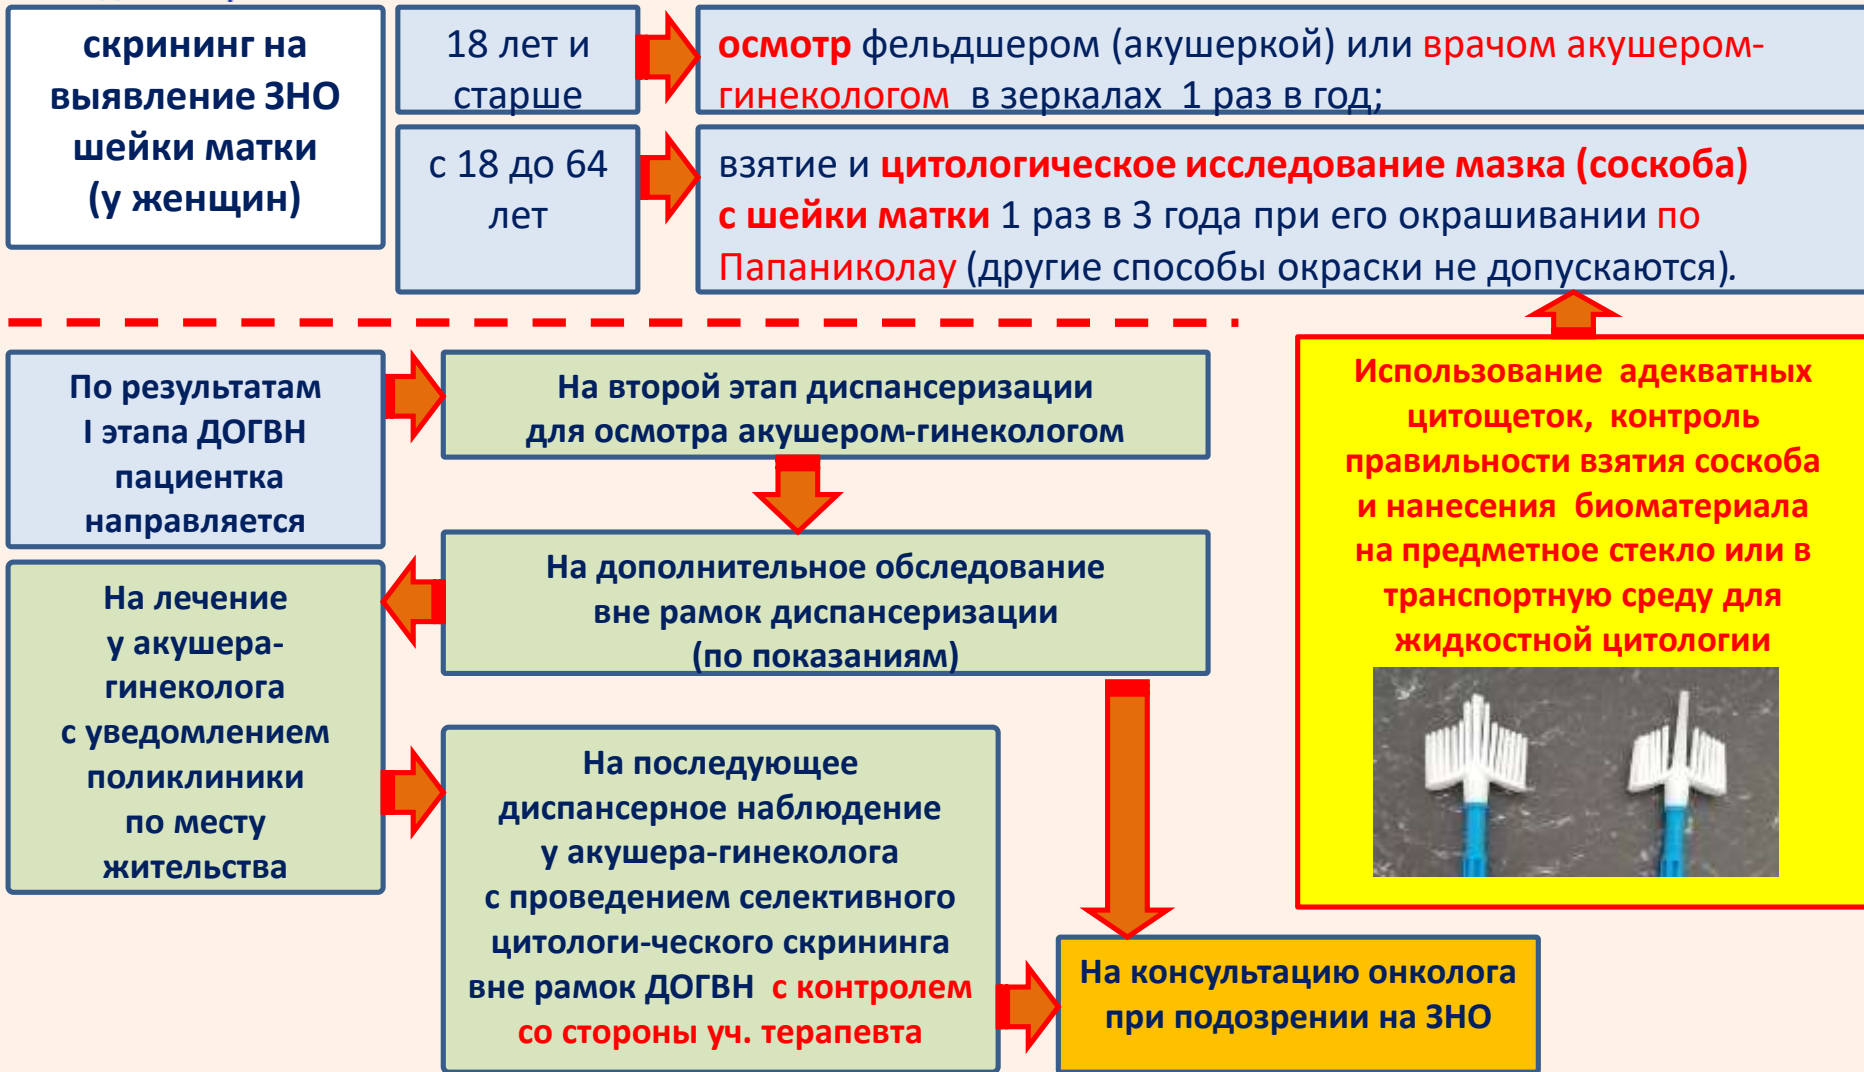 скрининг на
выявление ЗНО
шейки матки
(у женщин)
18 лет и
старше
осмотр фельдшером (акушеркой) или врачом акушером-
гинекологом в зеркалах 1 раз в год;
с 18 до 64
лет
взятие и цитологическое исследование мазка (соскоба)
с шейки матки 1 раз в 3 года при его окрашивании по
Папаниколау (другие способы окраски не допускаются).
По результатам
I этапа ДОГВН
пациентка
направляется
На второй этап диспансеризации
для осмотра акушером-гинекологом
На дополнительное обследование
вне рамок диспансеризации
(по показаниям)
На лечение
у акушера-
гинеколога
с уведомлением
поликлиники
по месту
жительства
На последующее
диспансерное наблюдение
у акушера-гинеколога
с проведением селективного
цитологи-ческого скрининга
вне рамок ДОГВН с контролем
со стороны уч. терапевта
На консультацию онколога
при подозрении на ЗНО
Использование адекватных
цитощеток, контроль
правильности взятия соскоба
и нанесения биоматериала
на предметное стекло или в
транспортную среду для
жидкостной цитологии